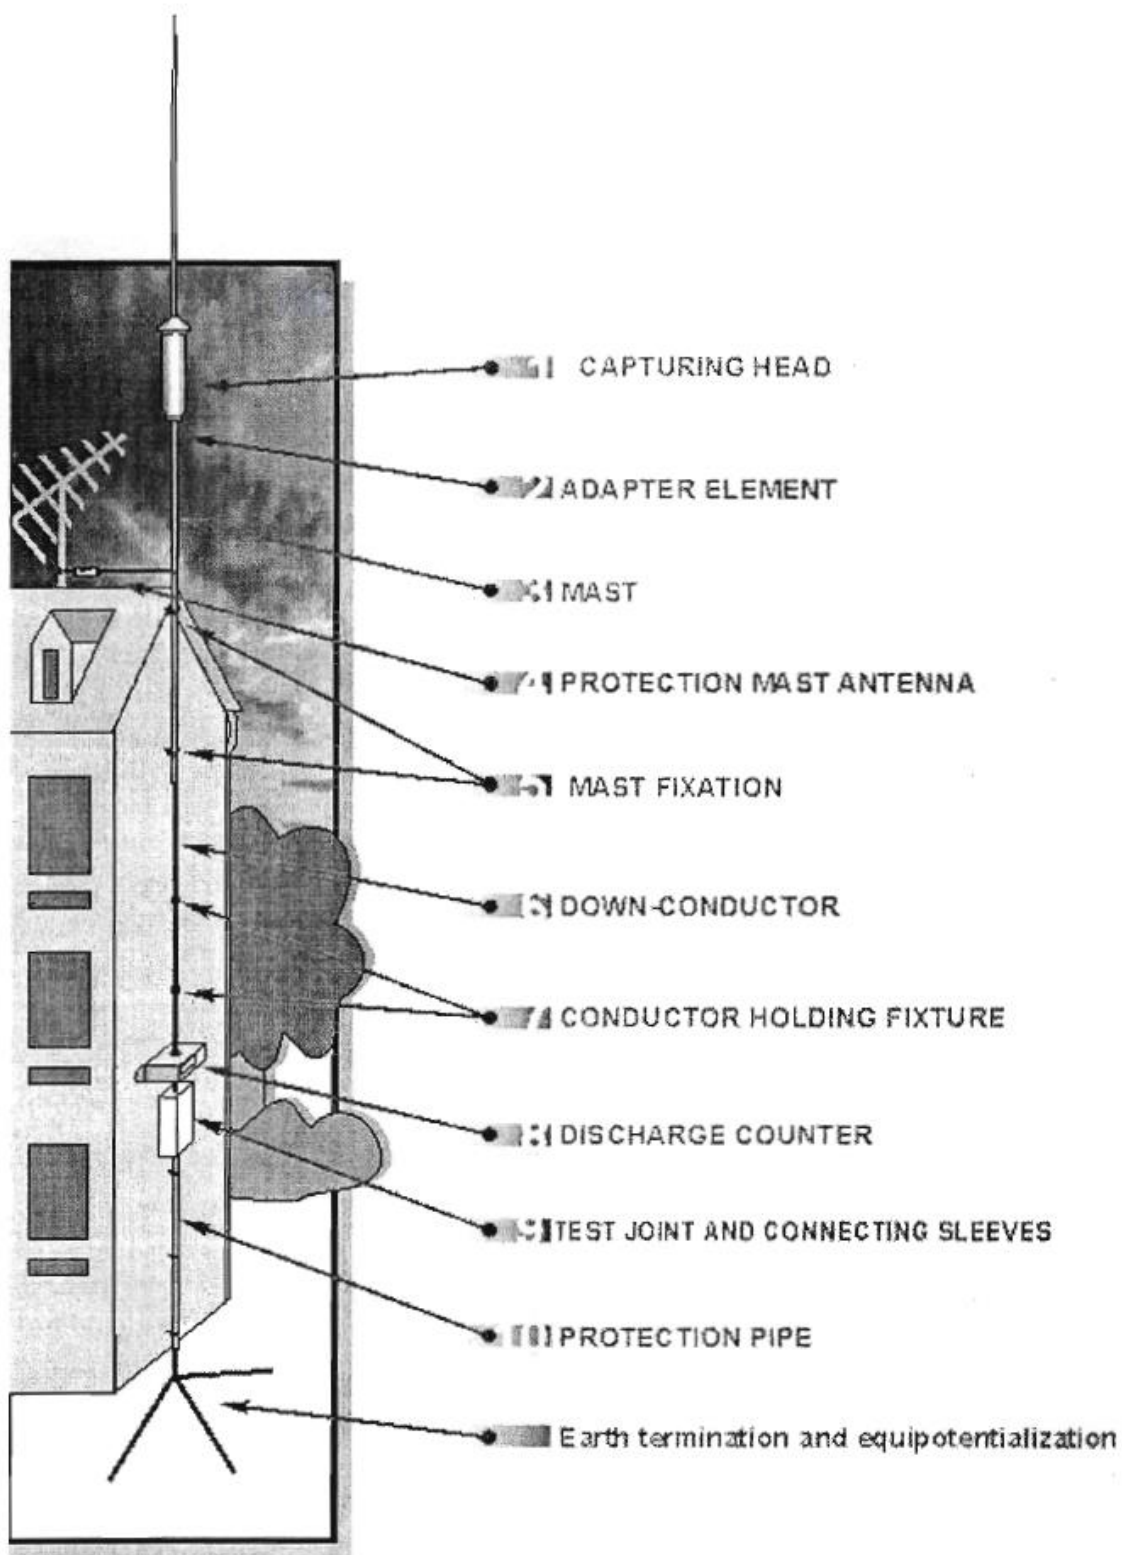 CAPTURING HEAD
ADAPTER ELEMENT
MAST
PROTECTION MAST ANTENNA
MAST FIXATION
DOWN-CONDUCTOR
CONDUCTOR HOLDING FIXTURE
DISCHARGE COUNTER
TEST JOINT AND CONNECTING SLEEVES
PROTECTION PIPE
Earth termination and equipotentialization